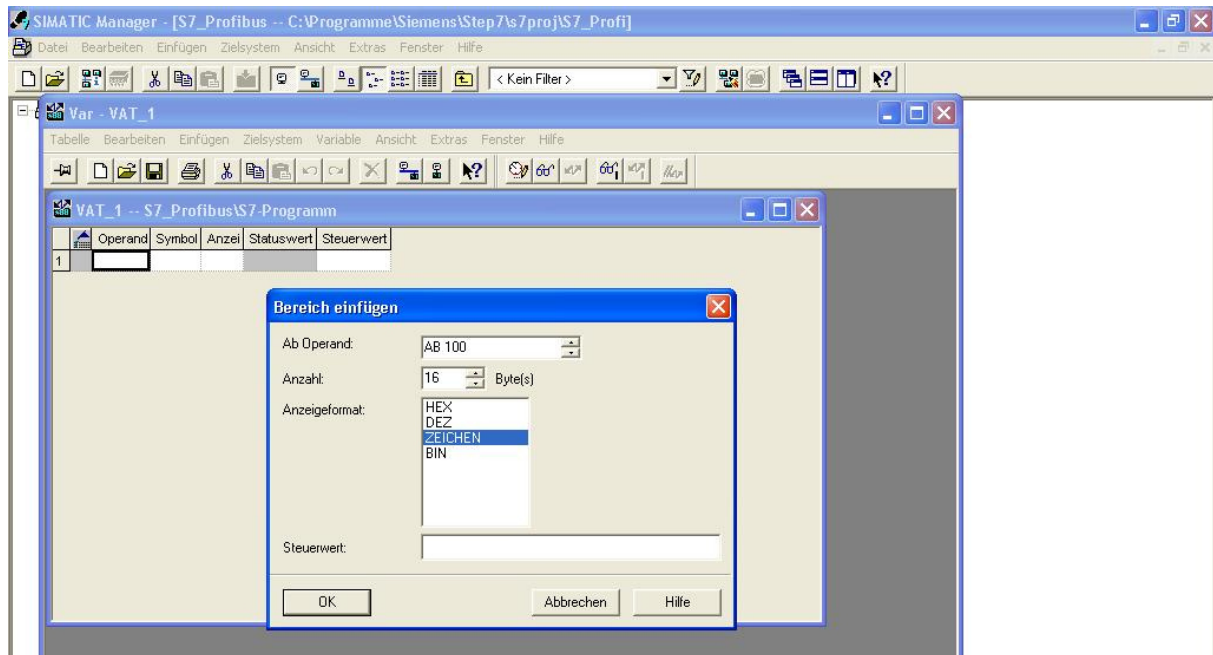 SIMATIC Manager - [S7_Profibus -- C:\Programme\Siemens\Step7\s7proj\S7_Profi]
Datei Bearbeiten Einfügen Zielsystem Ansicht Extras Fenster Hilfe
< Kein Filter >
Var - VAT_1
Tabelle Bearbeiten Einfügen Zielsystem Variable Ansicht Extras Fenster Hilfe
VAT_1 -- S7_Profibus\S7-Programm
Operand Symbol Anzei Statuswert Steuerwert
1
Bereich einfügen
Ab Operand: AB 100
Anzahl: 16 Byte(s)
Anzeigeformat: HEX
DEZ
ZEICHEN
BIN
Steuerwert:
OK Abbrechen Hilfe